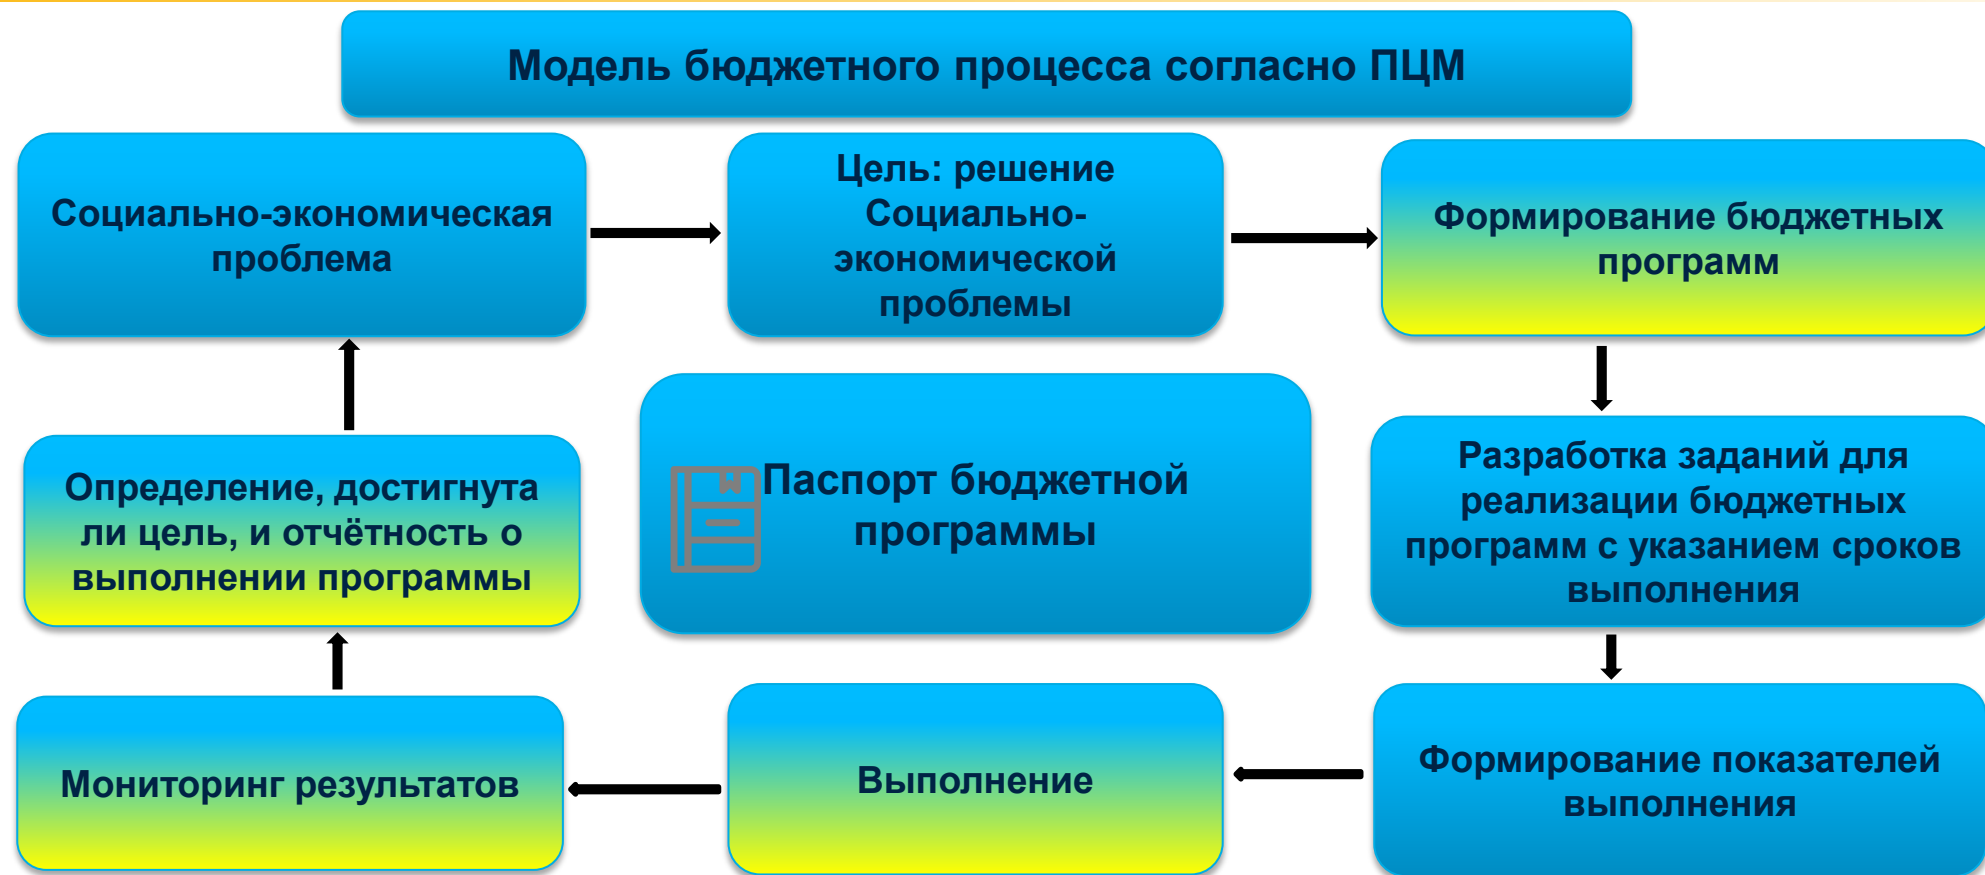 Модель бюджетного процесса согласно ПЦМ
Социально-экономическая
проблема
Цель: решение
Социально-
экономической
проблемы
Формирование бюджетных
программ
Разработка заданий для
реализации бюджетных
программ с указанием сроков
выполнения
Формирование показателей
выполнения
Выполнение
Мониторинг результатов
Определение, достигнута
ли цель, и отчётность о
выполнении программы
Паспорт бюджетной
программы